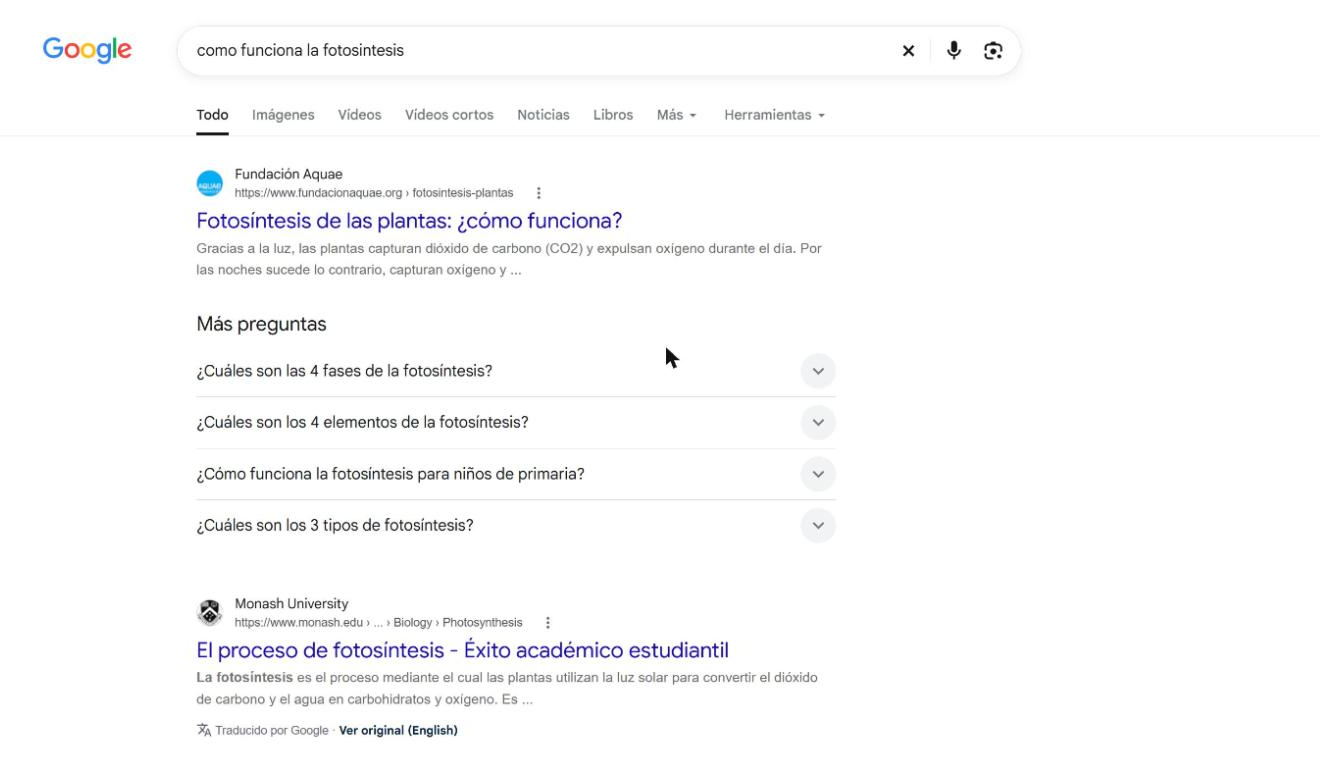 Google
como funciona la fotosintesis
Todo Imágenes Vídeos Vídeos cortos Noticias Libros Más Herramientas
AQUAE
Fundación Aquae
https://www.fundacionaquae.org › fotosintesis-plantas
Fotosíntesis de las plantas: ¿cómo funciona?
Gracias a la luz, las plantas capturan dióxido de carbono (CO2) y expulsan oxígeno durante el día. Por
las noches sucede lo contrario, capturan oxígeno y ...
Más preguntas
¿Cuáles son las 4 fases de la fotosíntesis?
¿Cuáles son los 4 elementos de la fotosíntesis?
¿Cómo funciona la fotosíntesis para niños de primaria?
¿Cuáles son los 3 tipos de fotosíntesis?
Monash University
https://www.monash.edu › ... › Biology › Photosynthesis
El proceso de fotosíntesis - Éxito académico estudiantil
La fotosíntesis es el proceso mediante el cual las plantas utilizan la luz solar para convertir el dióxido
de carbono y el agua en carbohidratos y oxígeno. Es ...
Traducido por Google · Ver original (English)